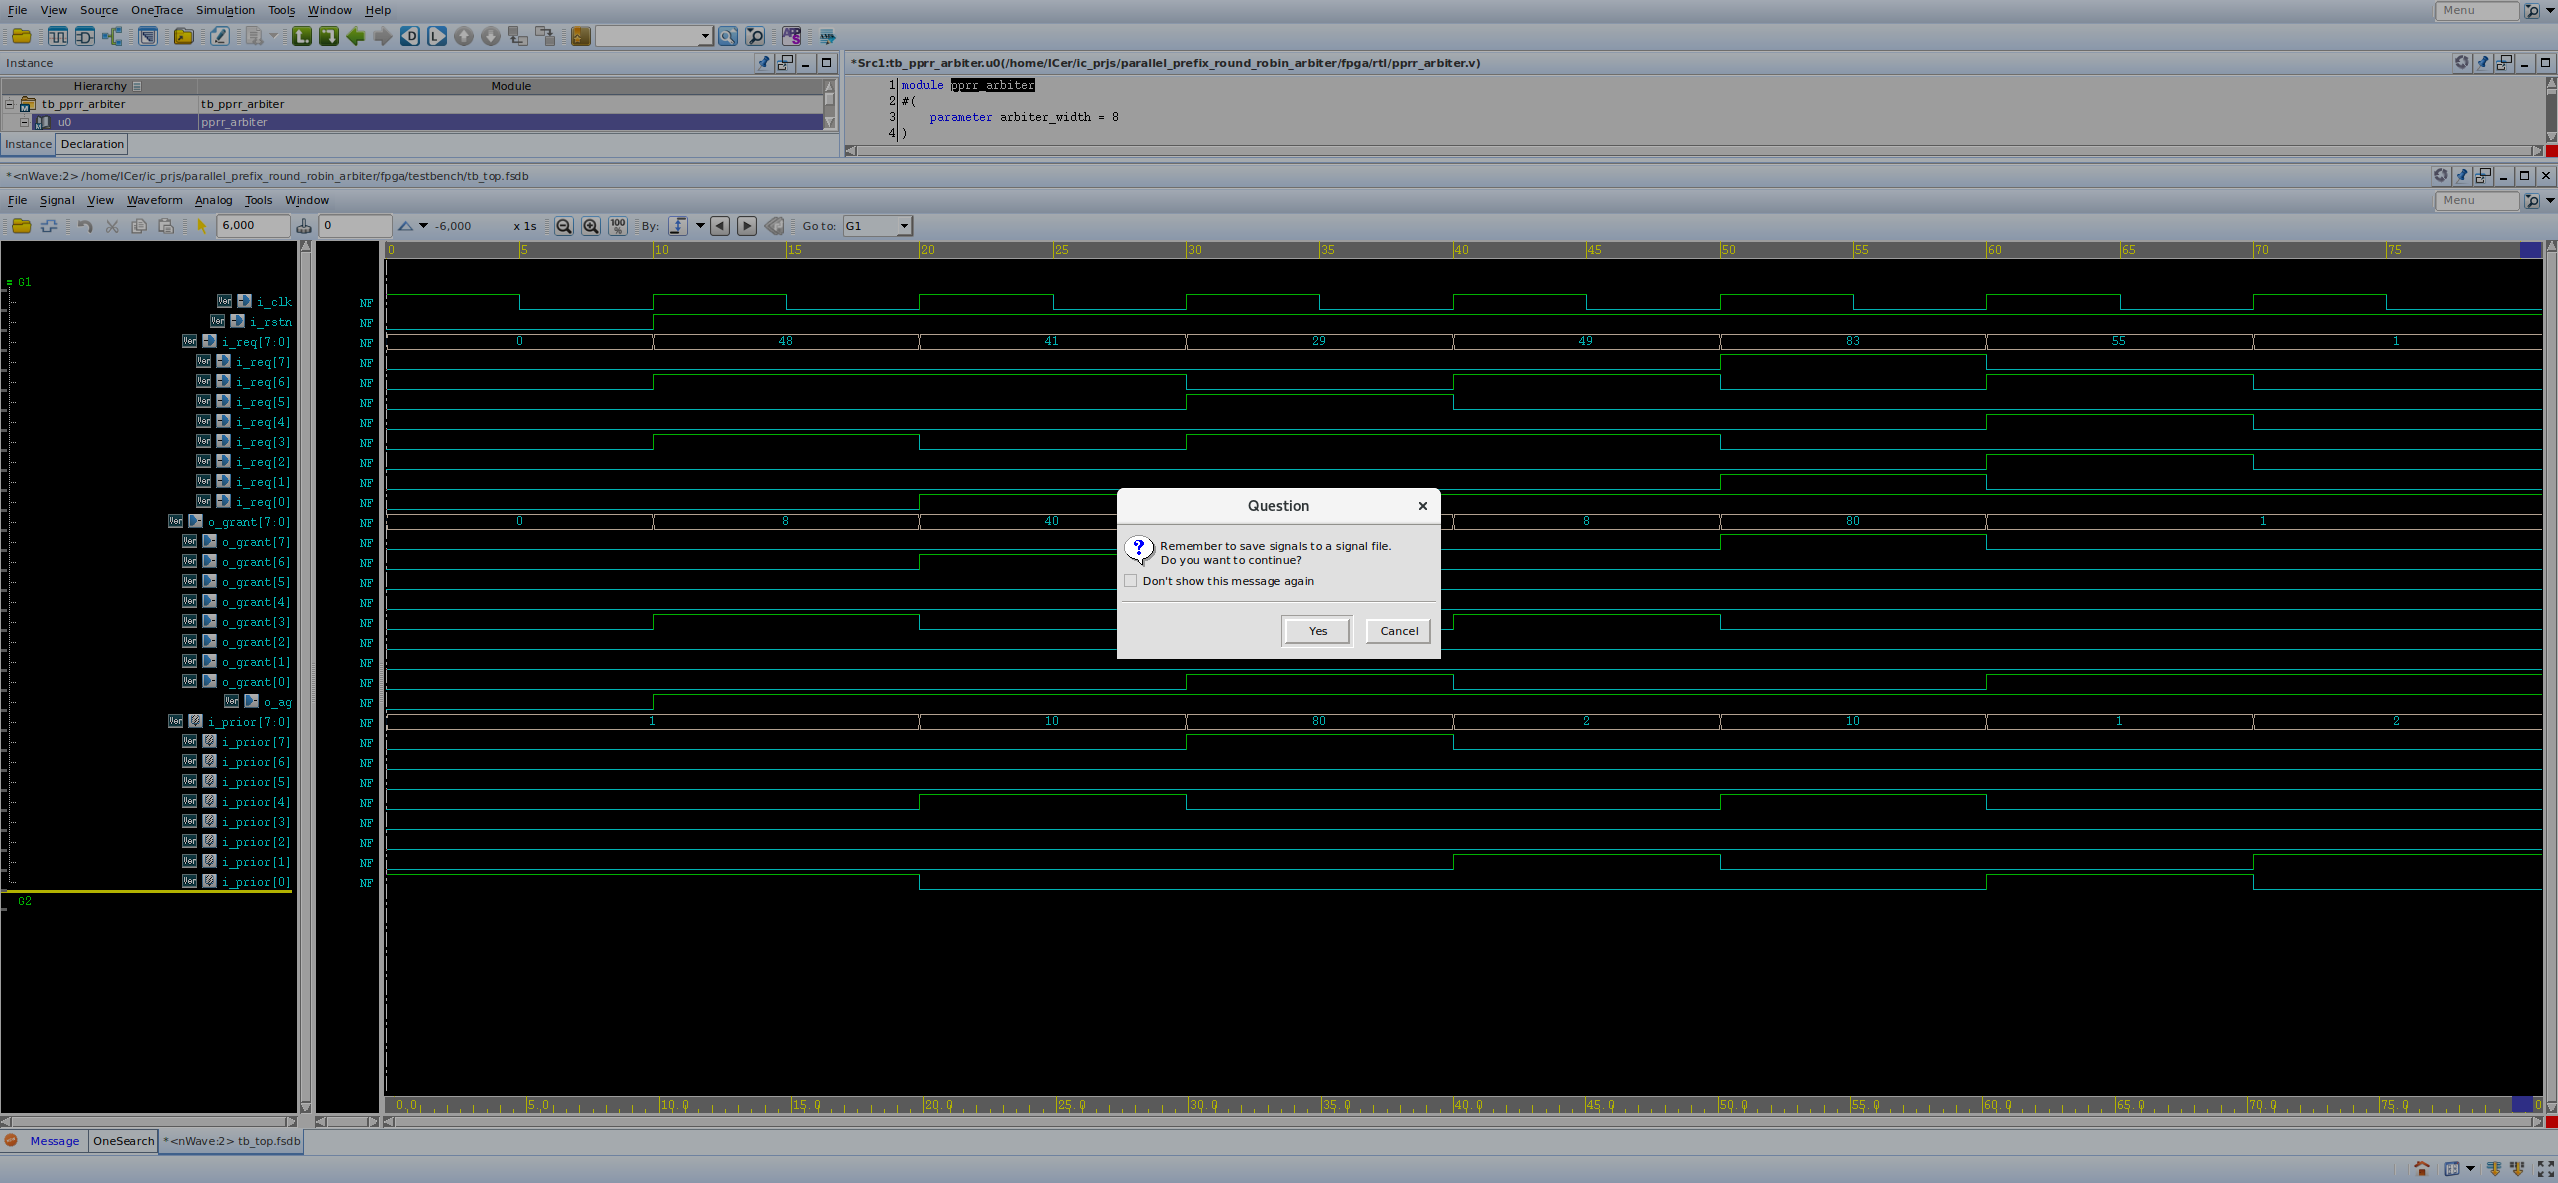 File View Source OneTrace Simulation Tools Window Help Menu
Instance
*Src1:tb_pprr_arbiter.u0(/home/ICer/ic_prjs/parallel_prefix_round_robin_arbiter/fpga/rtl/pprr_arbiter.v)
Hierarchy Module
tb_pprr_arbiter tb_pprr_arbiter
u0 pprr_arbiter
Instance Declaration
1 module pprr_arbiter
2 #(
3 parameter arbiter_width = 8
4 )
*<nWave:2> /home/ICer/ic_prjs/parallel_prefix_round_robin_arbiter/fpga/testbench/tb_top.fsdb
File Signal View Waveform Analog Tools Window Menu
6,000 0 -6,000 x 1s 100 % By: Go to: G1
0 5 10 15 20 25 30 35 40 45 50 55 60 65 70 75
G1
i_clk NF
i_rstn NF
i_req[7:0] NF 0 48 41 29 49 83 55 1
i_req[7] NF
i_req[6] NF
i_req[5] NF
i_req[4] NF
i_req[3] NF
i_req[2] NF
i_req[1] NF
i_req[0] NF
o_grant[7:0] NF 0 8 40 8 80 1
o_grant[7] NF
o_grant[6] NF
o_grant[5] NF
o_grant[4] NF
o_grant[3] NF
o_grant[2] NF
o_grant[1] NF
o_grant[0] NF
o_ag NF
i_prior[7:0] NF 1 10 80 2 10 1 2
i_prior[7] NF
i_prior[6] NF
i_prior[5] NF
i_prior[4] NF
i_prior[3] NF
i_prior[2] NF
i_prior[1] NF
i_prior[0] NF
G2
Question
Remember to save signals to a signal file.
Do you want to continue?
Don't show this message again
Yes Cancel
0.0 5.0 10.0 15.0 20.0 25.0 30.0 35.0 40.0 45.0 50.0 55.0 60.0 65.0 70.0 75.0 0
Message OneSearch *<nWave:2> tb_top.fsdb